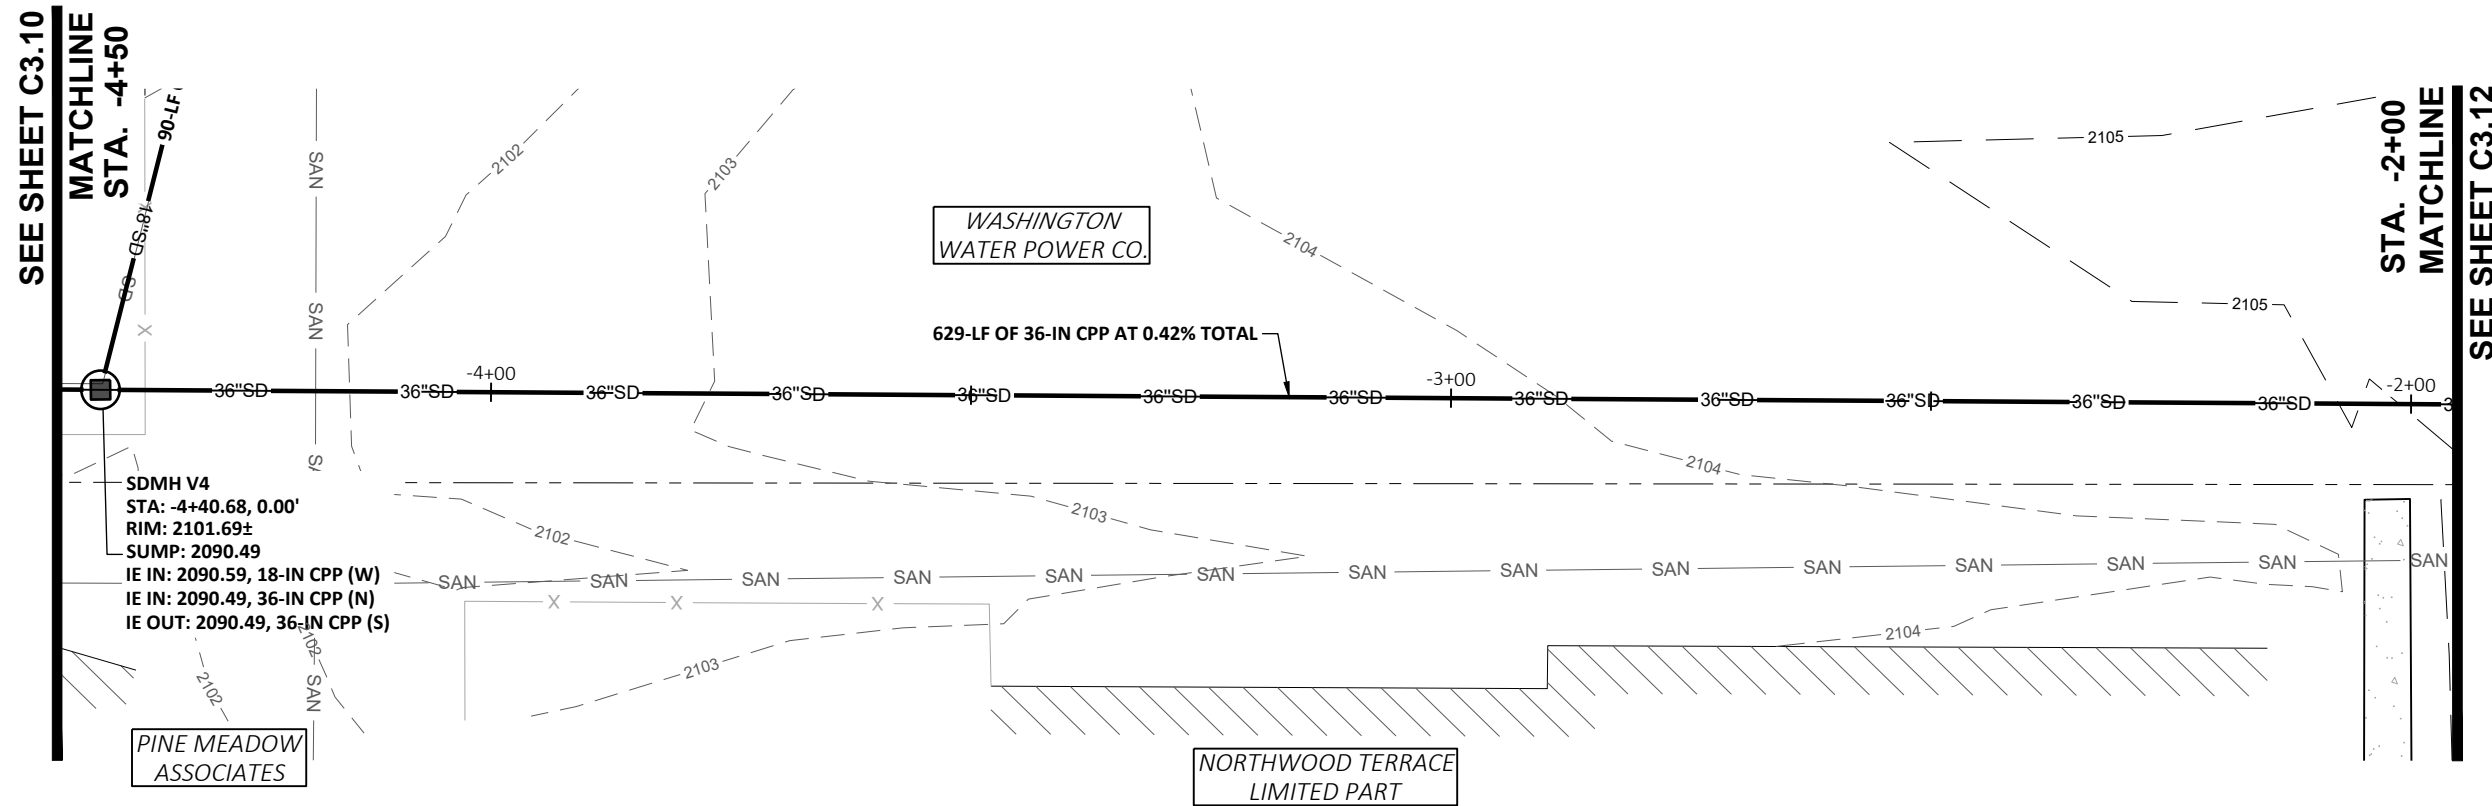 SEE SHEET C3.10
MATCHLINE
STA. -4+50
90-LF
18"SD
SD
X
SAN
SAN
2102
2103
WASHINGTON
WATER POWER CO.
2104
2105
2105
STA. -2+00
MATCHLINE
SEE SHEET C3.12
629-LF OF 36-IN CPP AT 0.42% TOTAL
-4+00
-3+00
-2+00
36"SD 36"SD 36"SD 36"SD 36"SD 36"SD 36"SD 36"SD 36"SD 36"SD 36"SD 36"SD
SDMH V4
STA: -4+40.68, 0.00'
RIM: 2101.69±
SUMP: 2090.49
IE IN: 2090.59, 18-IN CPP (W)
IE IN: 2090.49, 36-IN CPP (N)
IE OUT: 2090.49, 36-IN CPP (S)
2104
2103
2102
SAN SAN SAN SAN SAN SAN SAN SAN SAN SAN SAN SAN SAN SAN
X X X
2102
2102
SAN
2103
2104
PINE MEADOW
ASSOCIATES
NORTHWOOD TERRACE
LIMITED PART